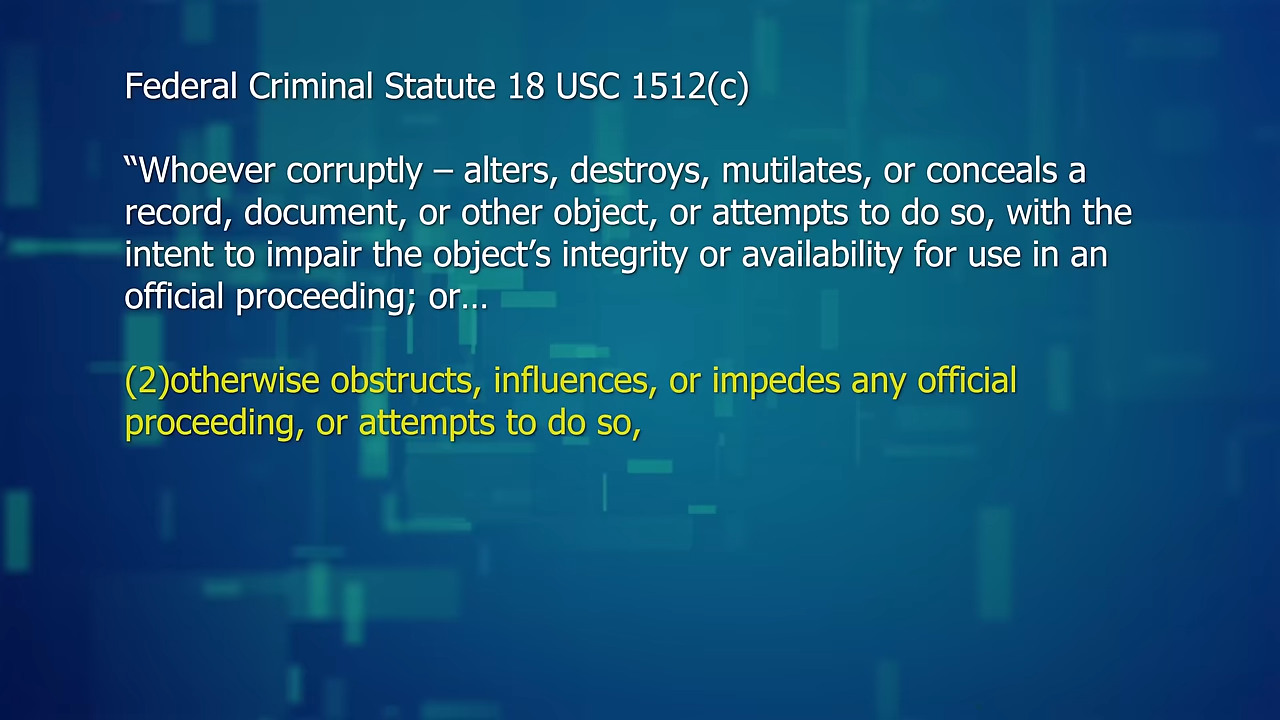 Federal Criminal Statute 18 USC 1512(c)
“Whoever corruptly – alters, destroys, mutilates, or conceals a
record, document, or other object, or attempts to do so, with the
intent to impair the object’s integrity or availability for use in an
official proceeding; or…
(2)otherwise obstructs, influences, or impedes any official
proceeding, or attempts to do so,